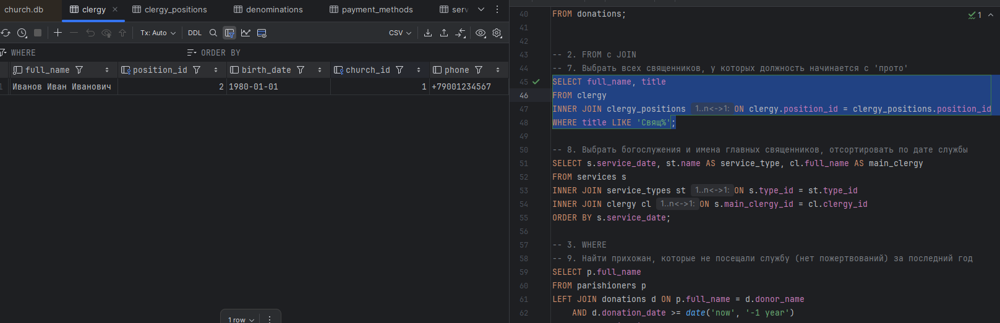 church.db clergy clergy_positions denominations payment_methods serv
Tx: Auto DDL CSV
WHERE ORDER BY
full_name position_id birth_date church_id phone
1 Иванов Иван Иванович 2 1980-01-01 1 +79001234567
1 row
1
40 FROM donations;
41
42
43 -- 2. FROM с JOIN
44 -- 7. Выбрать всех священников, у которых должность начинается с 'прото'
45 SELECT full_name, title
46 FROM clergy
47 INNER JOIN clergy_positions 1..n<->1: ON clergy.position_id = clergy_positions.position_id
48 WHERE title LIKE 'Свящ%';
49
50 -- 8. Выбрать богослужения и имена главных священников, отсортировать по дате службы
51 SELECT s.service_date, st.name AS service_type, cl.full_name AS main_clergy
52 FROM services s
53 INNER JOIN service_types st 1..n<->1: ON s.type_id = st.type_id
54 INNER JOIN clergy cl 1..n<->1: ON s.main_clergy_id = cl.clergy_id
55 ORDER BY s.service_date;
56
57 -- 3. WHERE
58 -- 9. Найти прихожан, которые не посещали службу (нет пожертвований) за последний год
59 SELECT p.full_name
60 FROM parishioners p
61 LEFT JOIN donations d ON p.full_name = d.donor_name
62 AND d.donation_date >= date('now', '-1 year')